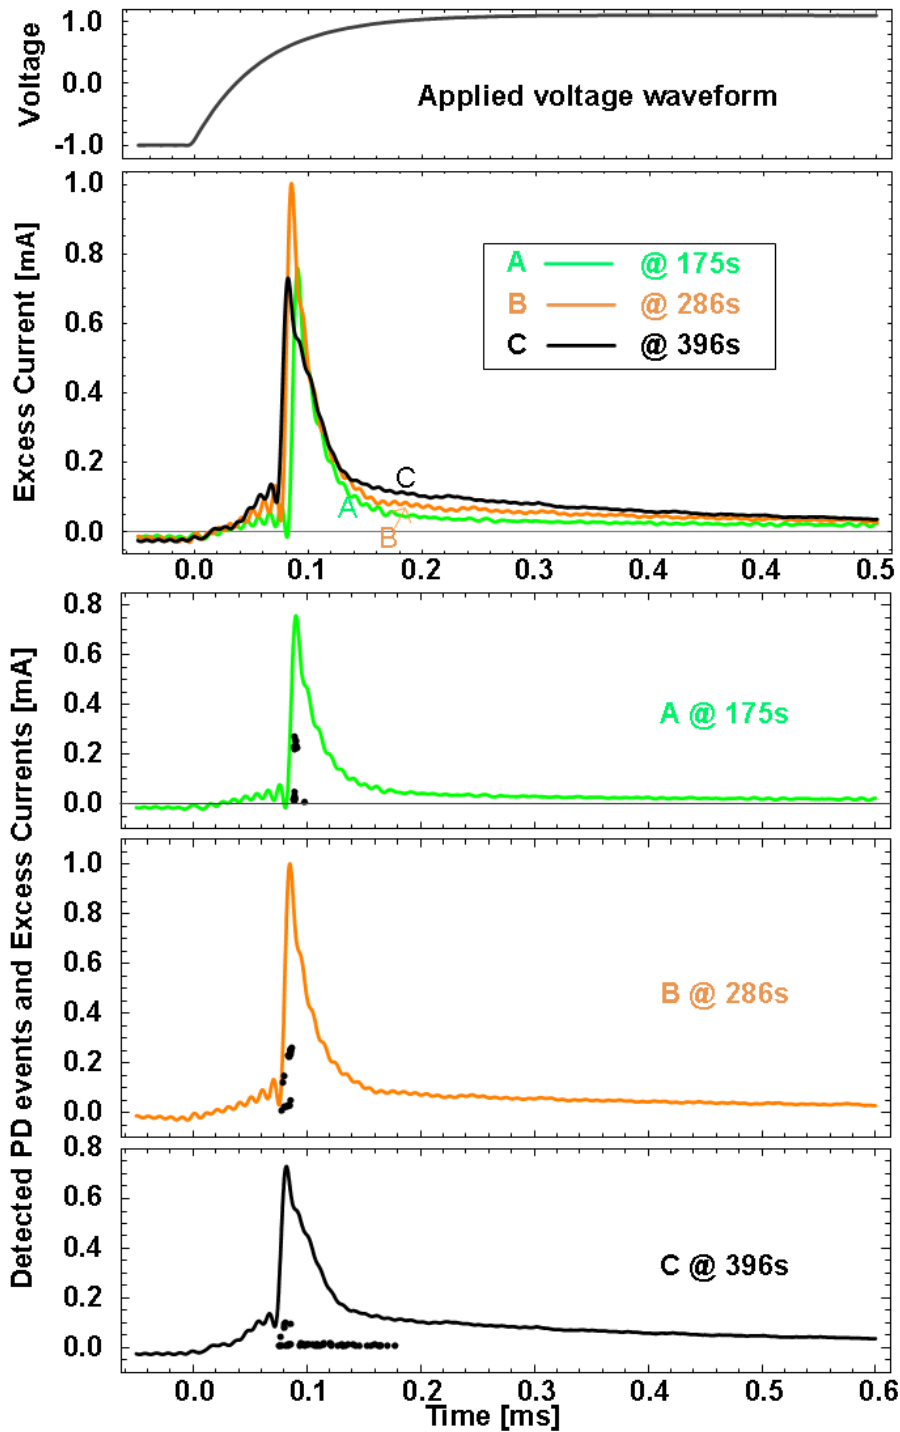 Voltage
1.0
0.0
-1.0
Applied voltage waveform
Excess Current [mA]
1.0
0.8
0.6
0.4
0.2
0.0
A @ 175s
B @ 286s
C @ 396s
C
A
B
0.0 0.1 0.2 0.3 0.4 0.4 0.5
Detected PD events and Excess Currents [mA]
0.8
0.6
0.4
0.2
0.0
A @ 175s
1.0
0.8
0.6
0.4
0.2
0.0
B @ 286s
0.8
0.6
0.4
0.2
0.0
C @ 396s
0.0 0.1 0.2 0.3 0.4 0.5 0.6
Time [ms]